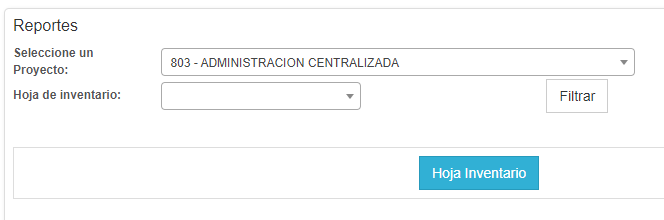 Reportes
Seleccione un
Proyecto:
803 - ADMINISTRACION CENTRALIZADA
Hoja de inventario:
Filtrar
Hoja Inventario